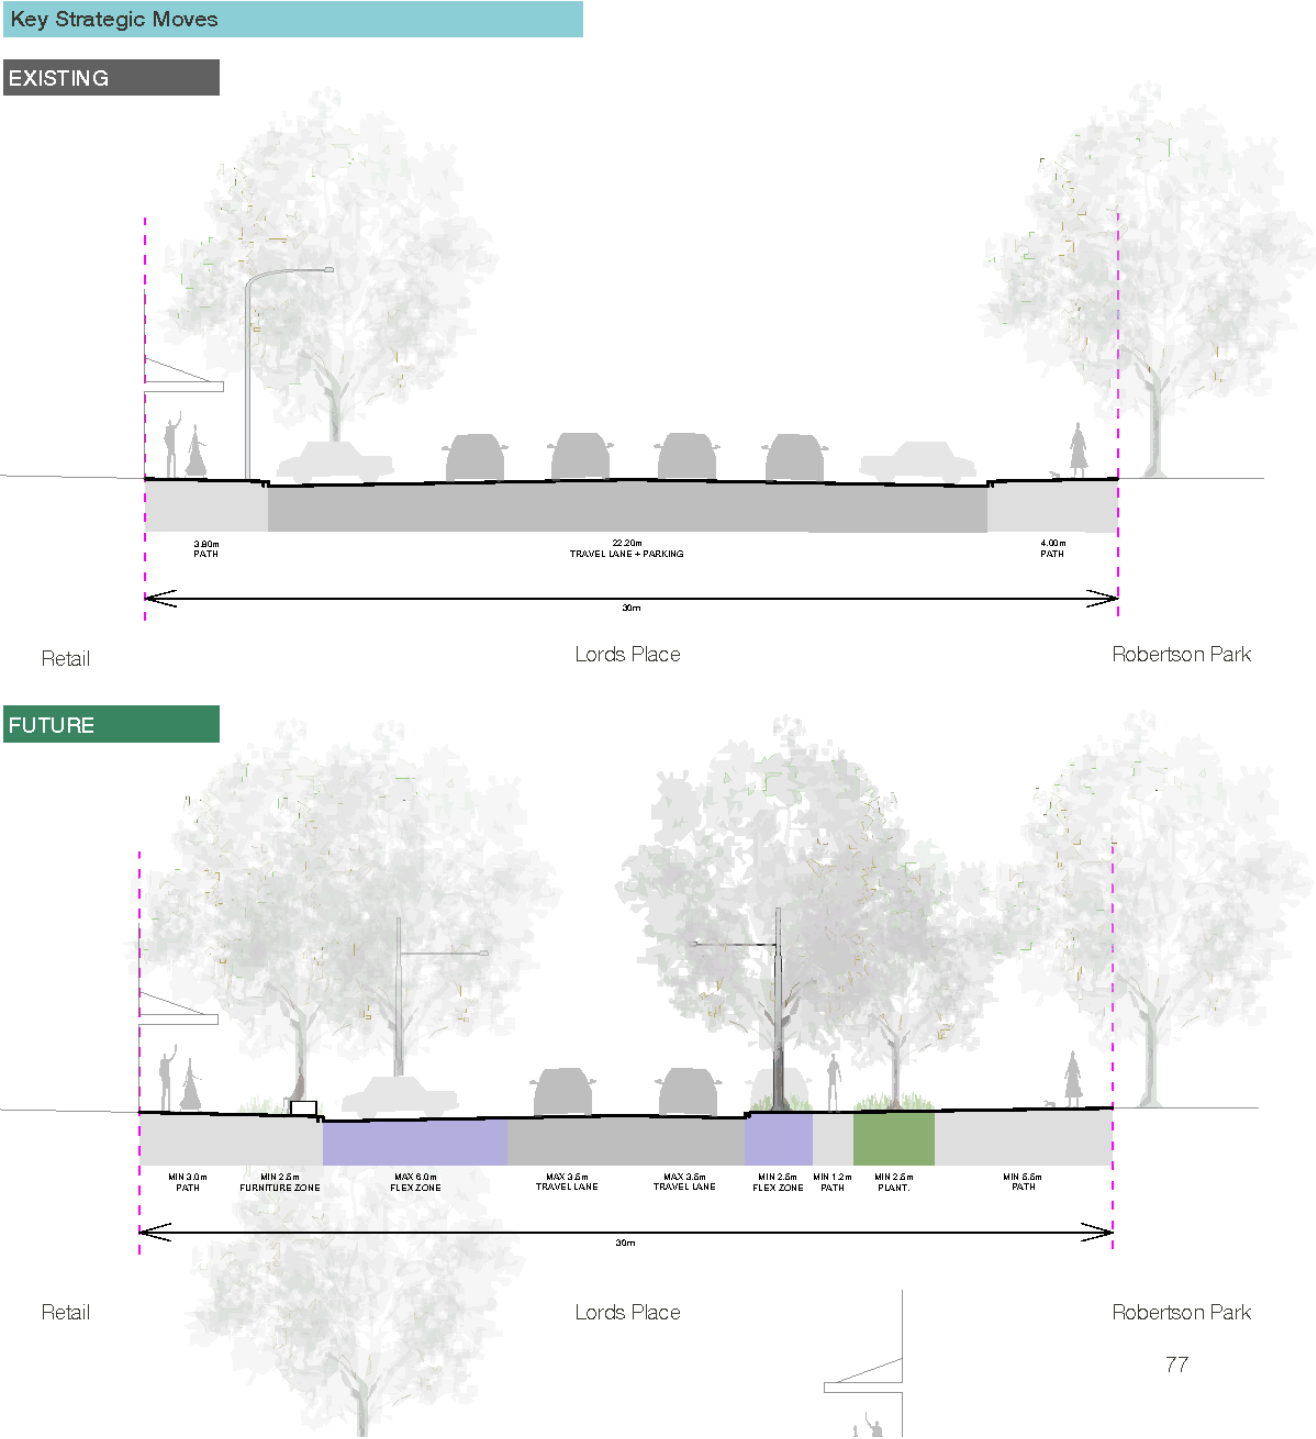 Key Strategic Moves
EXISTING
3.80m
PATH
22.20m
TRAVEL LANE + PARKING
4.00m
PATH
30m
Retail
Lords Place
Robertson Park
FUTURE
MIN 3.0m
PATH
MIN 2.5m
FURNITURE ZONE
MAX 6.0m
FLEX ZONE
MAX 3.5m
TRAVEL LANE
MAX 3.5m
TRAVEL LANE
MIN 2.5m
FLEX ZONE
MIN 1.2m
PATH
MIN 2.5m
PLANT.
MIN 5.5m
PATH
30m
Retail
Lords Place
Robertson Park
77